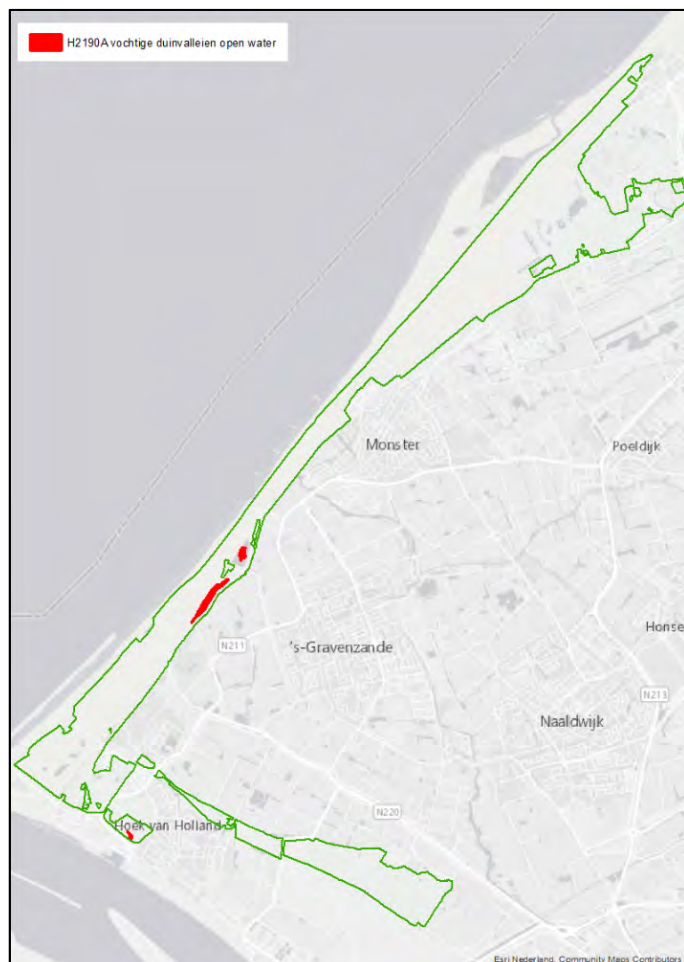 H2190A vochtige duinvalleien open water
Monster
Poeldijk
N211
's-Gravenzande
Honse
N213
Naaldwijk
N220
Hoek van Holland
Esri Nederland, Community Maps Contributors